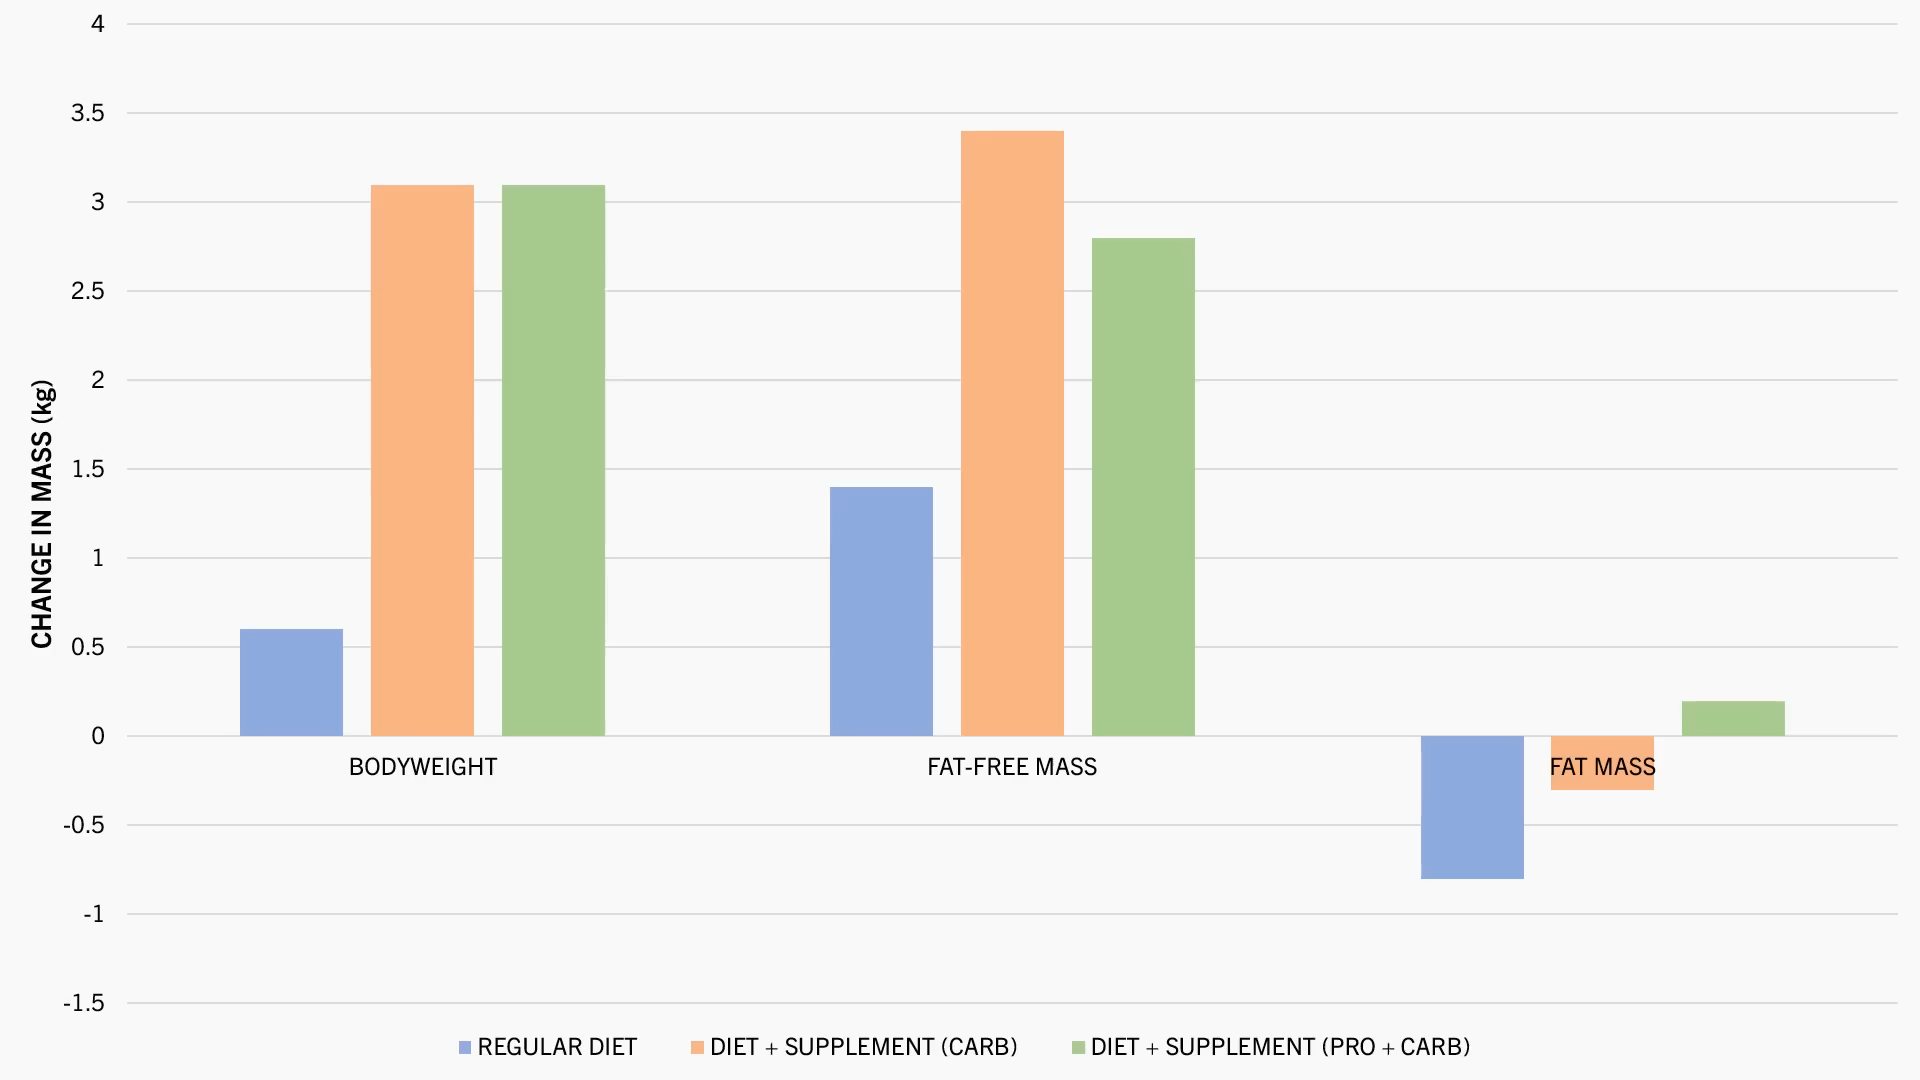 4
3.5
3
2.5
2
1.5
1
0.5
0
-0.5
-1
-1.5
CHANGE IN MASS (kg)
BODYWEIGHT
FAT-FREE MASS
FAT MASS
REGULAR DIET
DIET + SUPPLEMENT (CARB)
DIET + SUPPLEMENT (PRO + CARB)